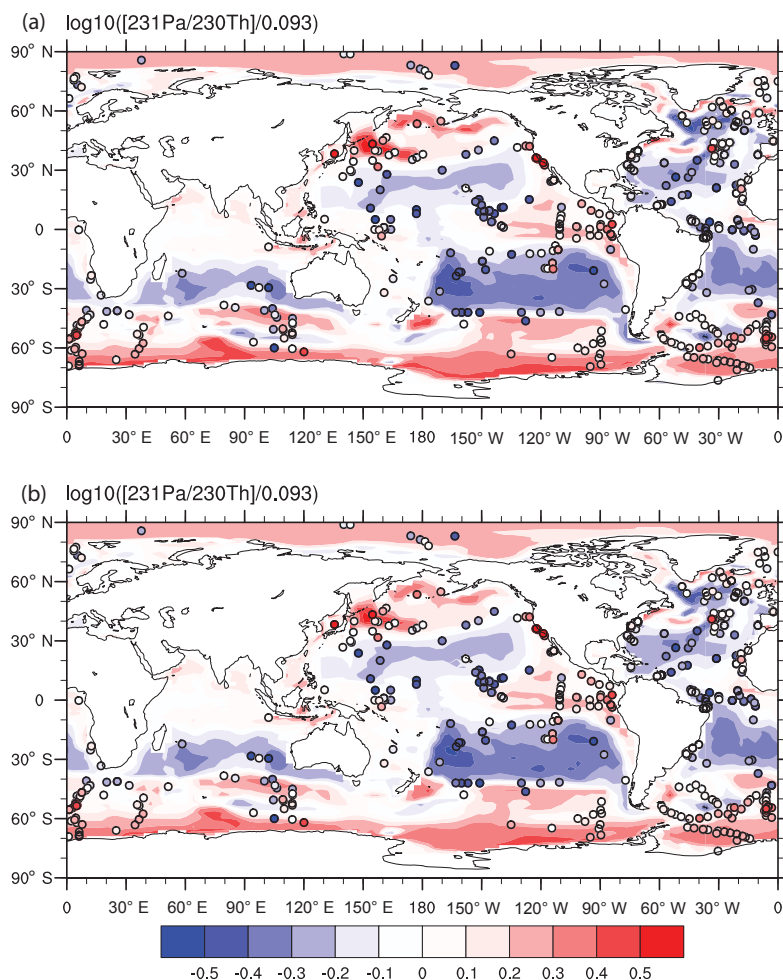 (a) log10([231Pa/230Th]/0.093)
90° N
60° N
30° N
0
30° S
60° S
90° S
0 30° E 60° E 90° E 120° E 150° E 180 150° W 120° W 90° W 60° W 30° W 0
(b) log10([231Pa/230Th]/0.093)
90° N
60° N
30° N
0
30° S
60° S
90° S
0 30° E 60° E 90° E 120° E 150° E 180 150° W 120° W 90° W 60° W 30° W 0
-0.5 -0.4 -0.3 -0.2 -0.1 0 0.1 0.2 0.3 0.4 0.5